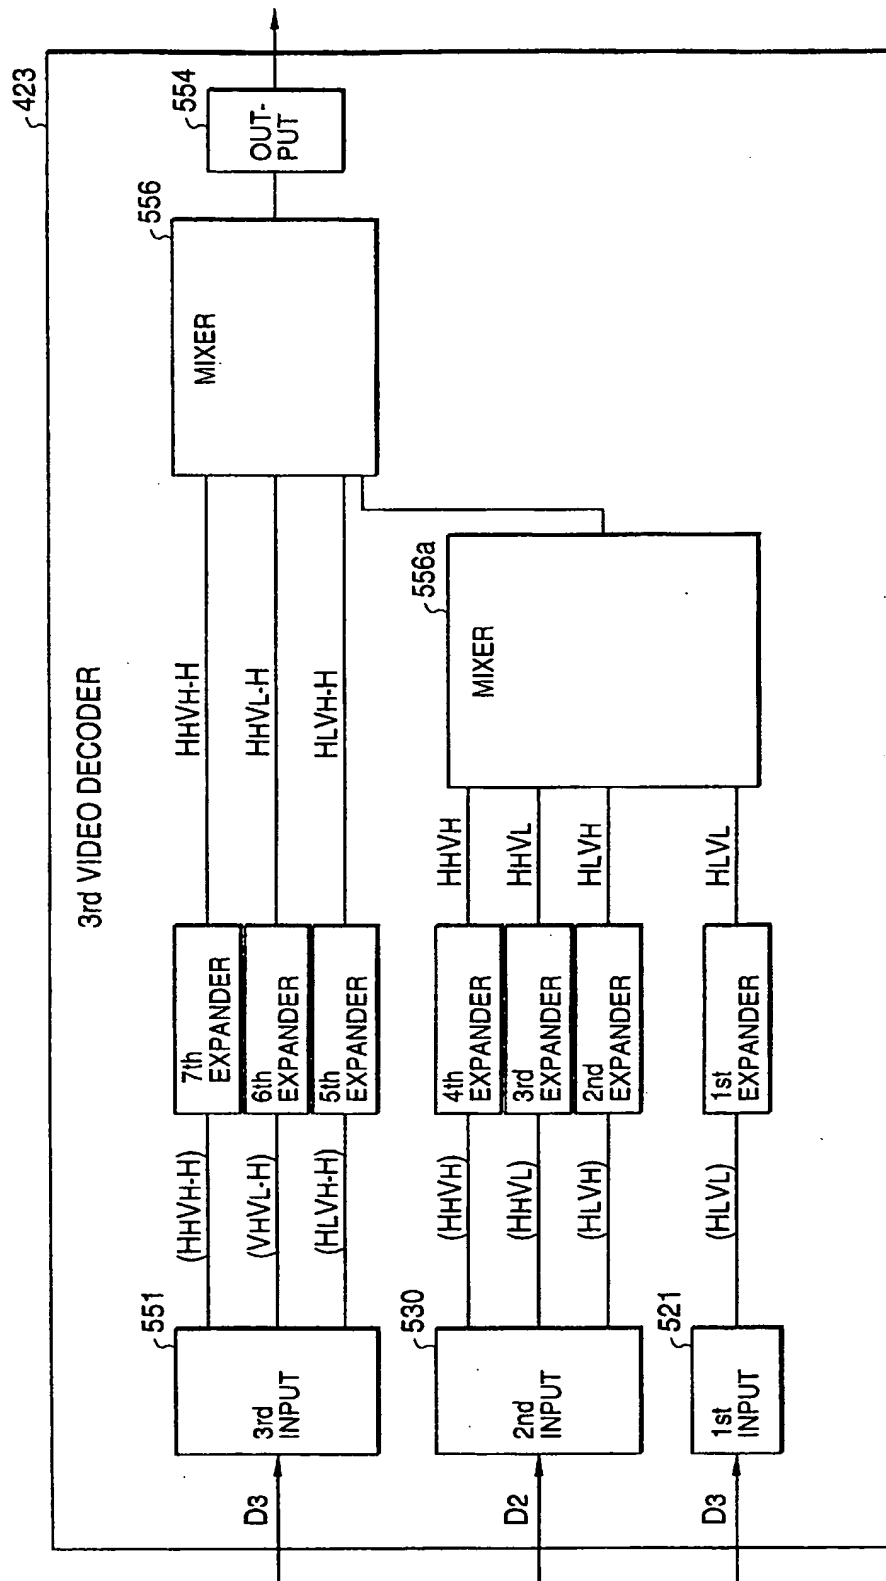 423
3rd VIDEO DECODER
D3
551
3rd
INPUT
(HHVH-H)
(VHVL-H)
(HLVH-H)
7th
EXPANDER
6th
EXPANDER
5th
EXPANDER
HHVH-H
HHVL-H
HLVH-H
556
MIXER
554
OUT-
PUT
D2
530
2nd
INPUT
(HHVH)
(HHVL)
(HLVH)
4th
EXPANDER
3rd
EXPANDER
2nd
EXPANDER
HHVH
HHVL
HLVH
556a
MIXER
D3
521
1st
INPUT
(HLVL)
1st
EXPANDER
HLVL